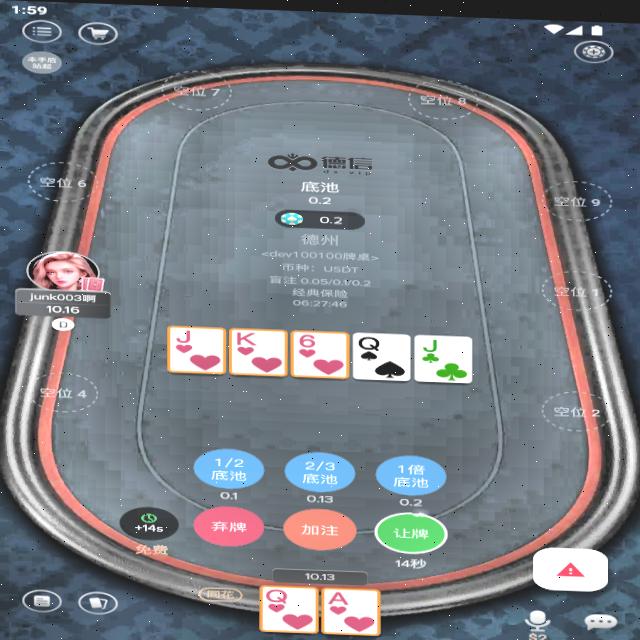 1:59
本手后
站起
空位 7
空位 8
德信
de.vip
底池
0.2
0.2
空位 6
空位 9
德州
<dev100100牌桌>
币种: USDT
盲注 0.05/0.1/0.2
经典保险
06:27:46
空位 1
junk003啊
10.16
D
J
K
6
Q
J
空位 4
空位 2
1/2
底池
2/3
底池
1倍
底池
0.1
0.13
0.2
+14s
弃牌
加注
让牌
免费
14秒
10.13
同花
Q
A
$2